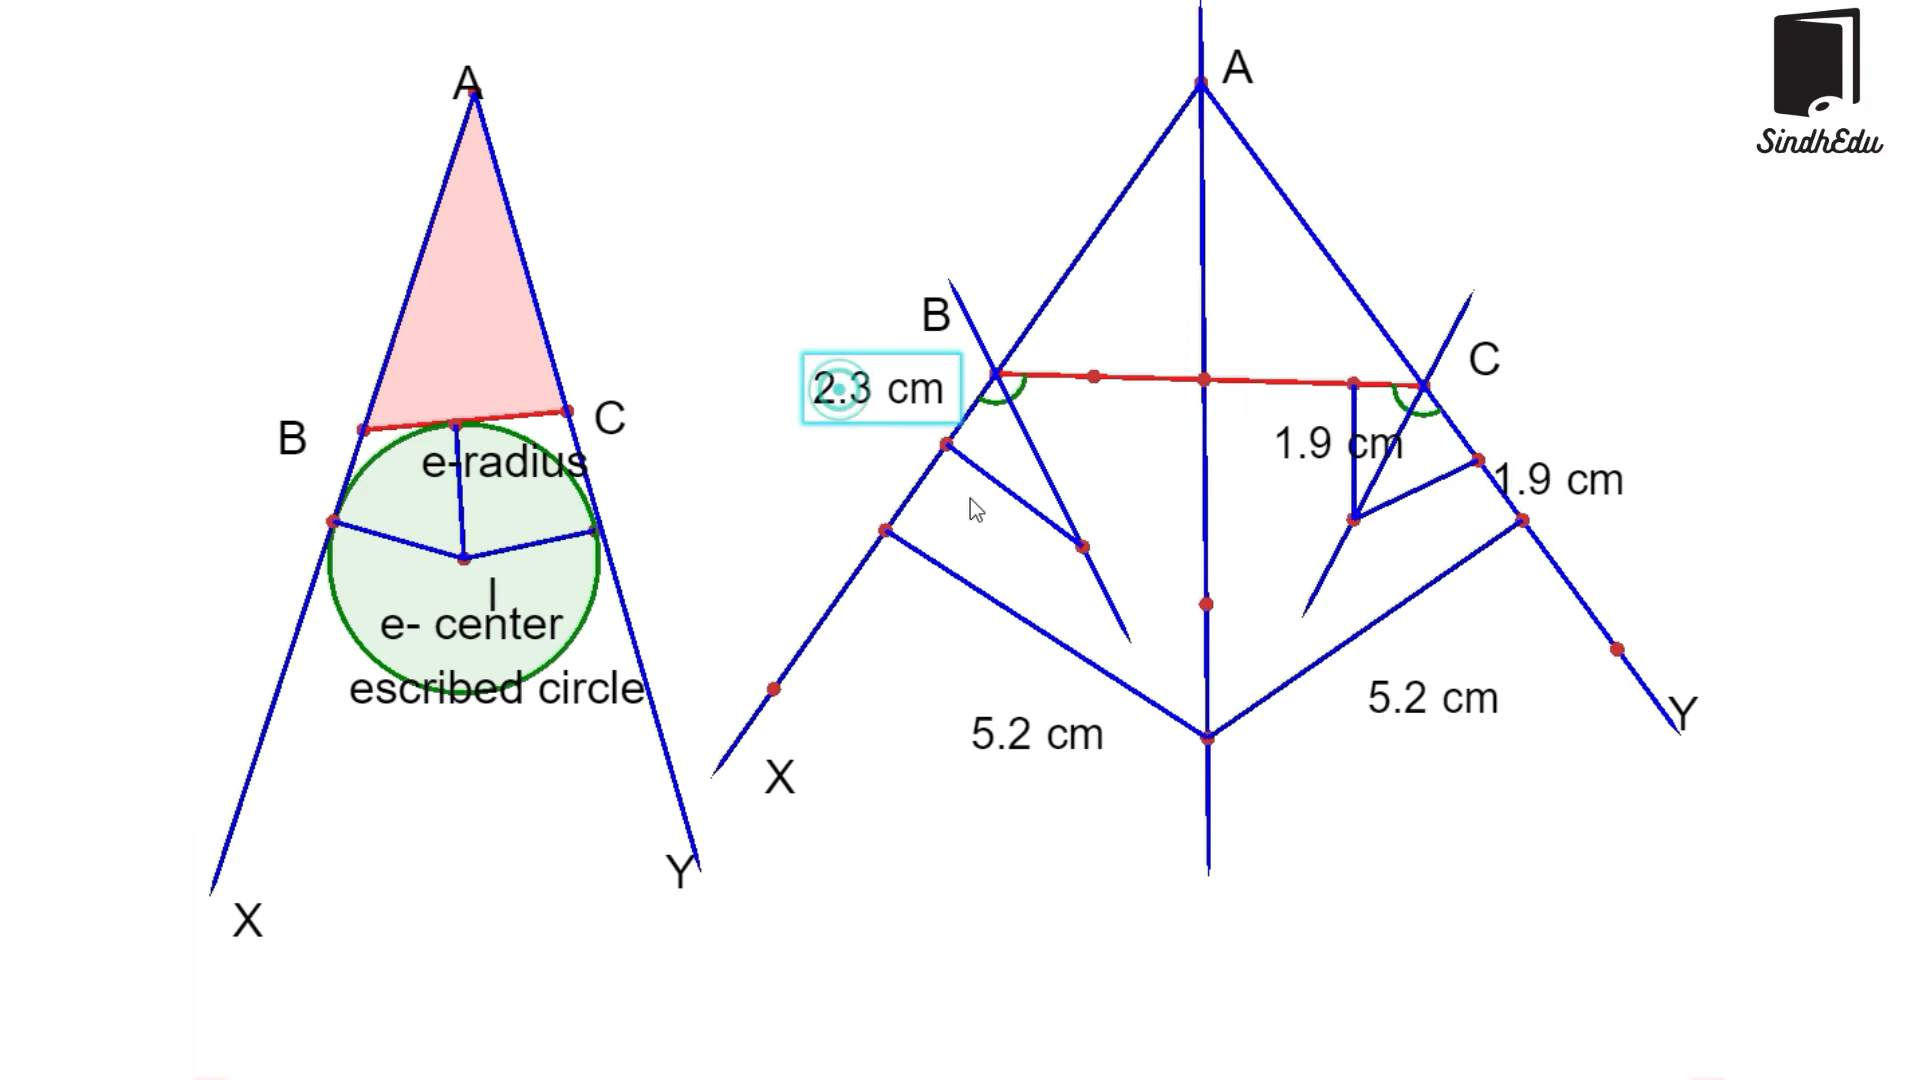 A
B
C
e-radius
I
e- center
escribed circle
X
Y
A
B
C
2.3 cm
1.9 cm
1.9 cm
5.2 cm
5.2 cm
X
Y
SindhEdu